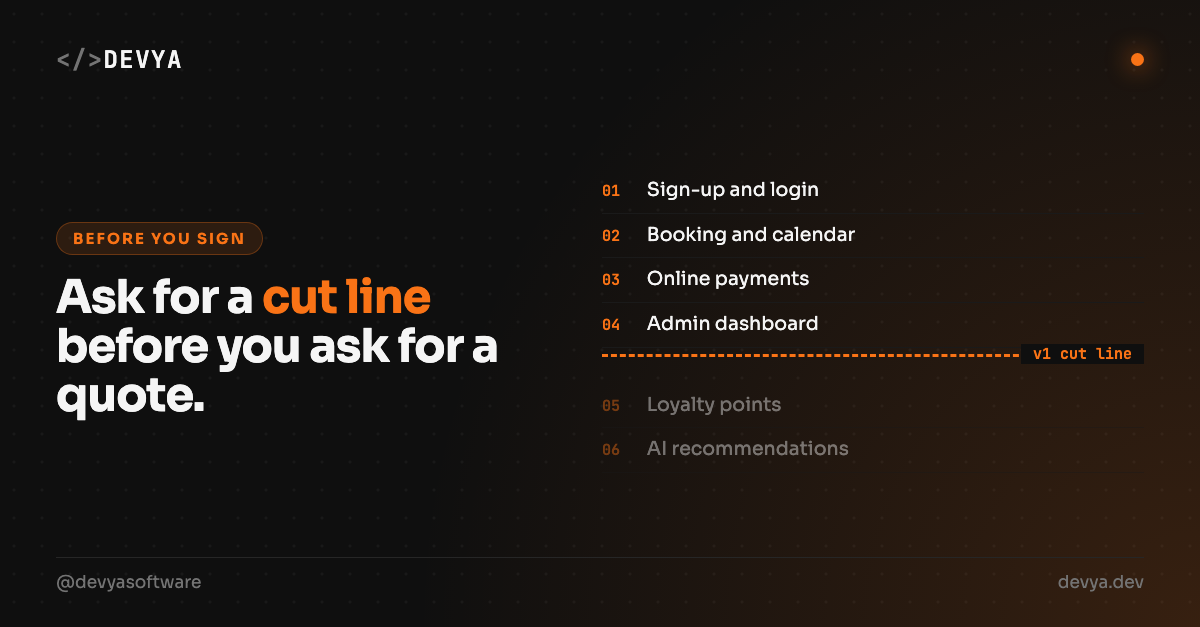 </>DEVYA
BEFORE YOU SIGN
Ask for a cut line
before you ask for a
quote.
01 Sign-up and login
02 Booking and calendar
03 Online payments
04 Admin dashboard
v1 cut line
05 Loyalty points
06 AI recommendations
@devyasoftware
devya.dev